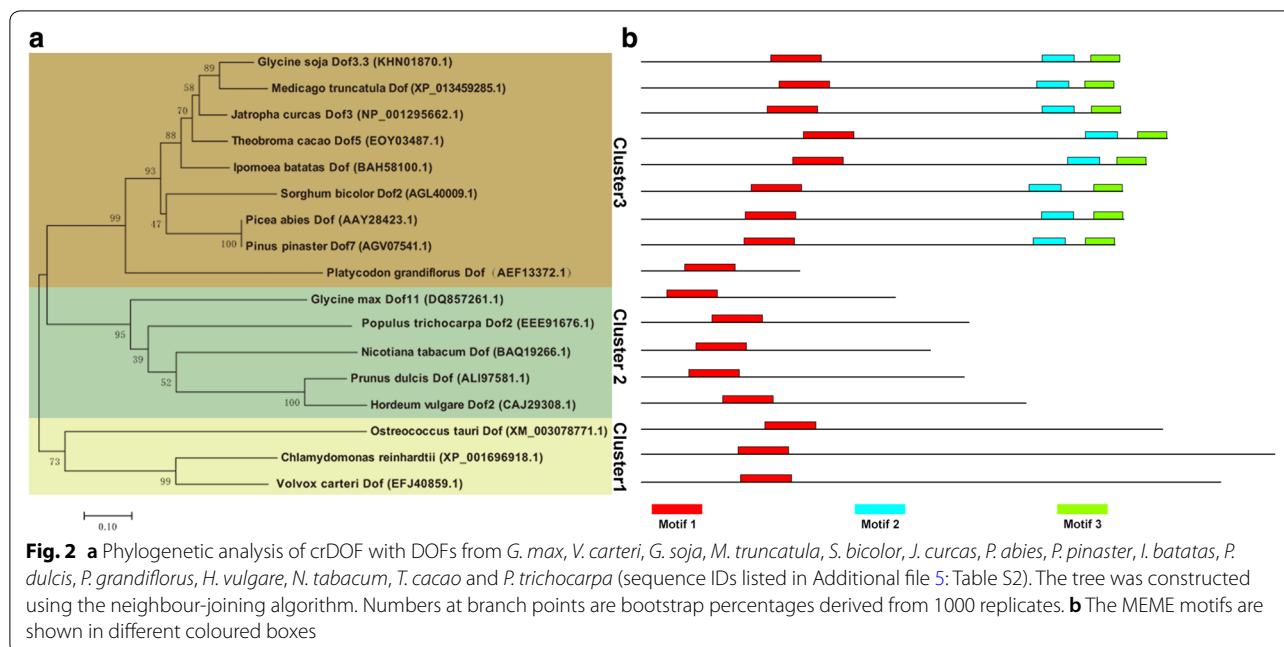 a
b
89
Glycine soja Dof3.3 (KHN01870.1)
58
Medicago truncatula Dof (XP_013459285.1)
70
Jatropha curcas Dof3 (NP_001295662.1)
88
Theobroma cacao Dof5 (EOY03487.1)
93
Ipomoea batatas Dof (BAH58100.1)
Sorghum bicolor Dof2 (AGL40009.1)
99
47
Picea abies Dof (AAY28423.1)
100
Pinus pinaster Dof7 (AGV07541.1)
Platycodon grandiflorus Dof （AEF13372.1）
Cluster3
Glycine max Dof11 (DQ857261.1)
95
Populus trichocarpa Dof2 (EEE91676.1)
39
Nicotiana tabacum Dof (BAQ19266.1)
52
Prunus dulcis Dof (ALI97581.1)
100
Hordeum vulgare Dof2 (CAJ29308.1)
Cluster 2
Ostreococcus tauri Dof (XM_003078771.1)
73
Chlamydomonas reinhardtii (XP_001696918.1)
99
Volvox carteri Dof (EFJ40859.1)
Cluster1
0.10
Motif 1
Motif 2
Motif 3
Fig. 2 a Phylogenetic analysis of crDOF with DOFs from G. max, V. carteri, G. soja, M. truncatula, S. bicolor, J. curcas, P. abies, P. pinaster, I. batatas, P.
dulcis, P. grandiflorus, H. vulgare, N. tabacum, T. cacao and P. trichocarpa (sequence IDs listed in Additional file 5: Table S2). The tree was constructed
using the neighbour-joining algorithm. Numbers at branch points are bootstrap percentages derived from 1000 replicates. b The MEME motifs are
shown in different coloured boxes